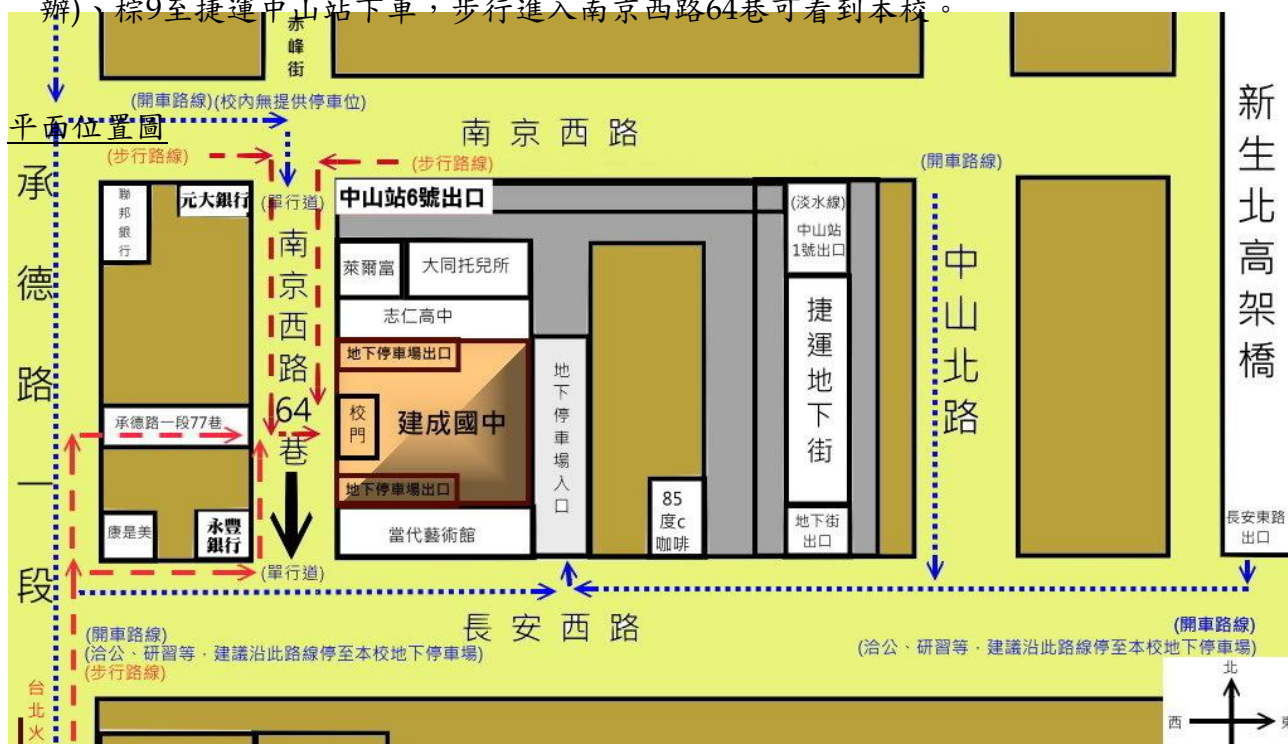 辦)、棕9至捷運中山站下車，步行進入南京西路64巷可看到本校。
赤峰街
(開車路線)(校內無提供停車位)
平面位置圖
南京西路
新生北高架橋
(步行路線)
(步行路線)
(開車路線)
承德路一段
聯邦銀行
元大銀行
(單行道)
中山站6號出口
(淡水線)
中山站
1號出口
南京西路64巷
萊爾富
大同托兒所
志仁高中
中山北路
捷運地下街
地下停車場出口
校門
建成國中
地下停車場入口
承德路一段77巷
地下停車場出口
85
度c
咖啡
康是美
永豐
銀行
當代藝術館
地下街
出口
長安東路
出口
(單行道)
長安西路
(開車路線)
(洽公、研習等，建議沿此路線停至本校地下停車場)
(步行路線)
(開車路線)
(洽公、研習等，建議沿此路線停至本校地下停車場)
台北火
北
西
東